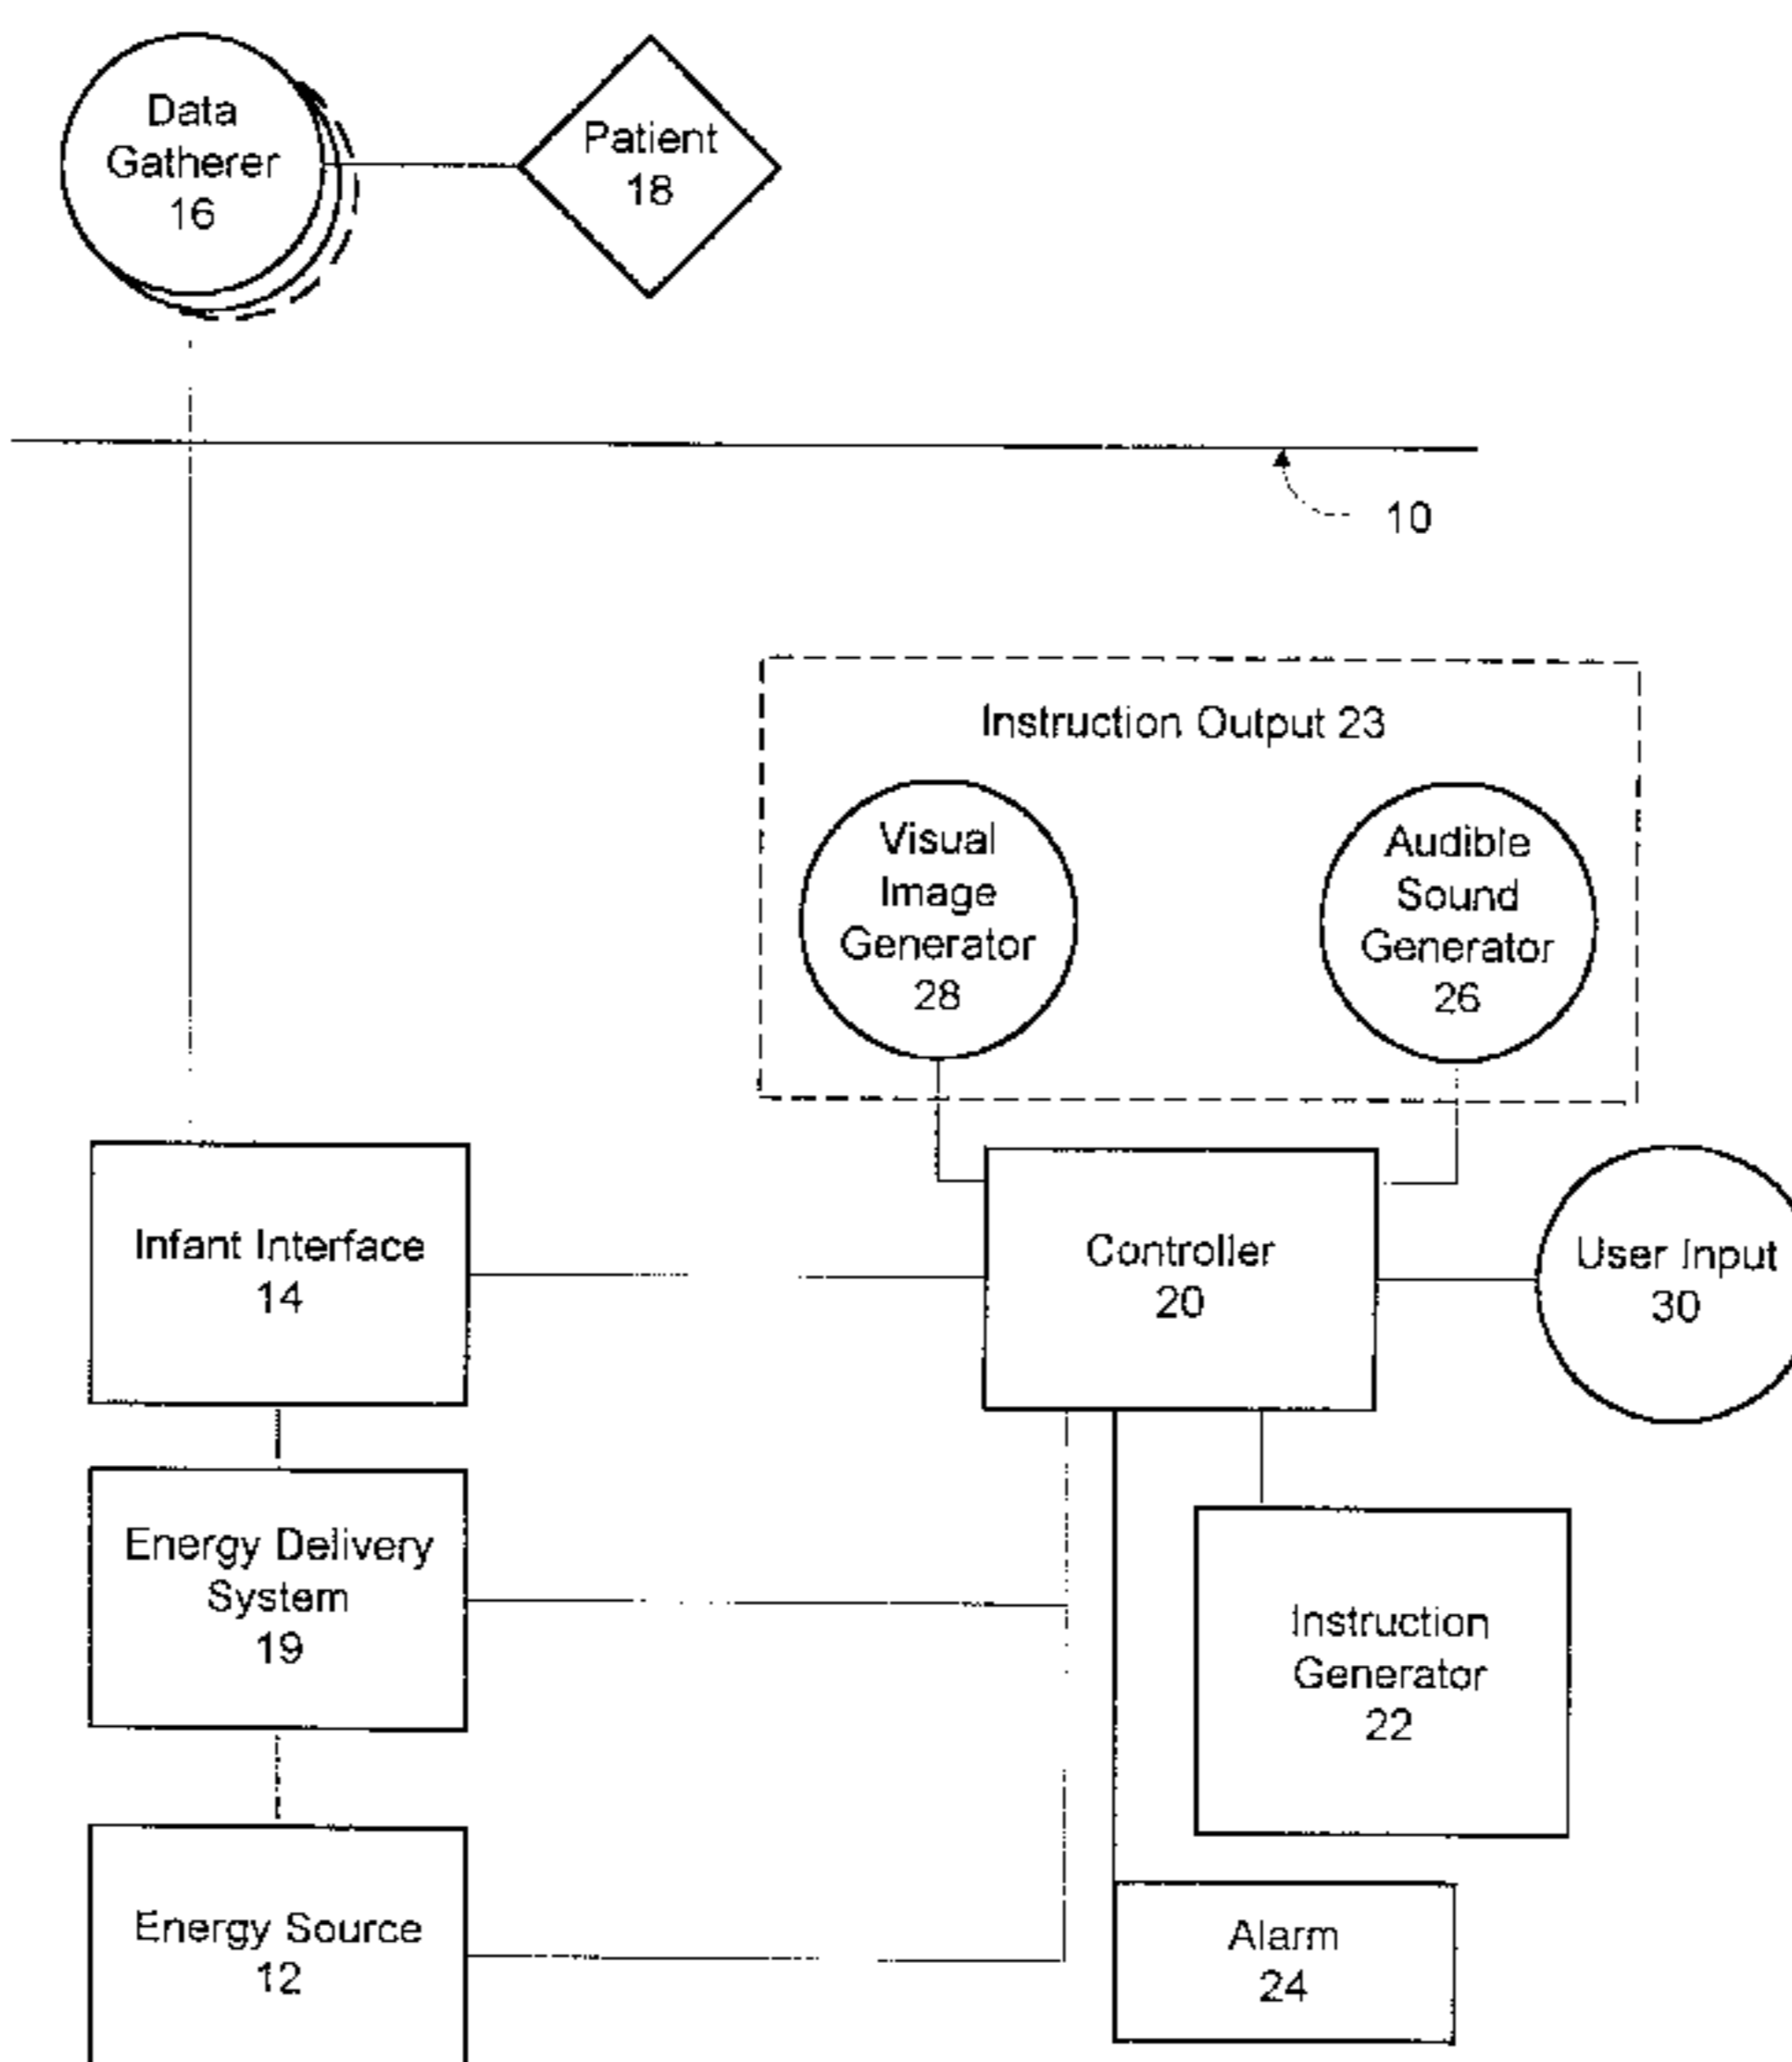 Data
Gatherer
16
Patient
18
10
Instruction Output 23
Visual
Image
Generator
28
Audible
Sound
Generator
26
Infant Interface
14
Controller
20
User Input
30
Energy Delivery
System
19
Instruction
Generator
22
Energy Source
12
Alarm
24